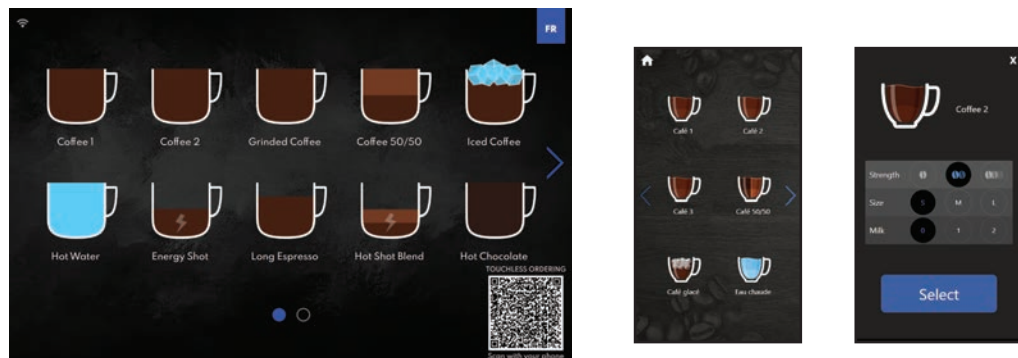 FR
Coffee 1 Coffee 2 Grinded Coffee Coffee 50/50 Iced Coffee
Hot Water Energy Shot Long Espresso Hot Shot Blend Hot Chocolate
TOUCHLESS ORDERING
Scan with your phone
Café 1 Café 2
Café 3 Café 50/50
Café glacé Eau chaude
X
Coffee 2
Strength
Size S M L
Milk 0 1 2
Select